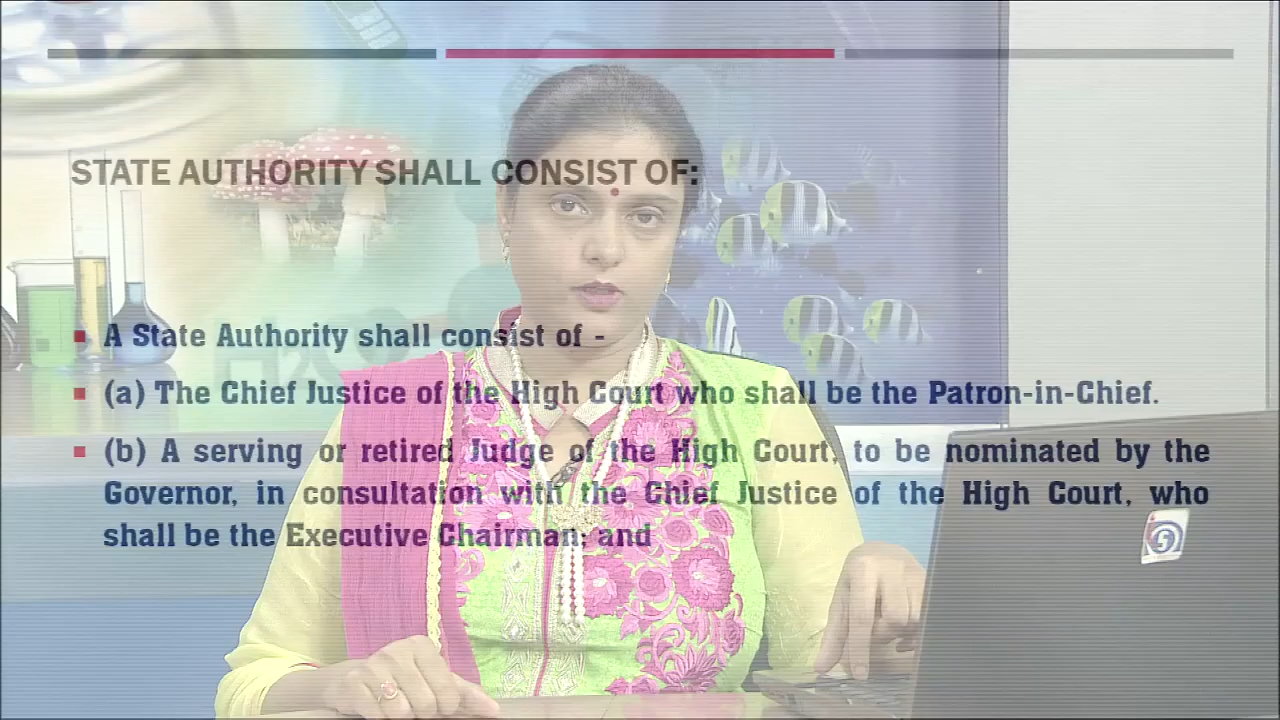 STATE AUTHORITY SHALL CONSIST OF:
A State Authority shall consist of -
(a) The Chief Justice of the High Court who shall be the Patron-in-Chief.
(b) A serving or retired Judge of the High Court, to be nominated by the
Governor, in consultation with the Chief Justice of the High Court, who
shall be the Executive Chairman; and